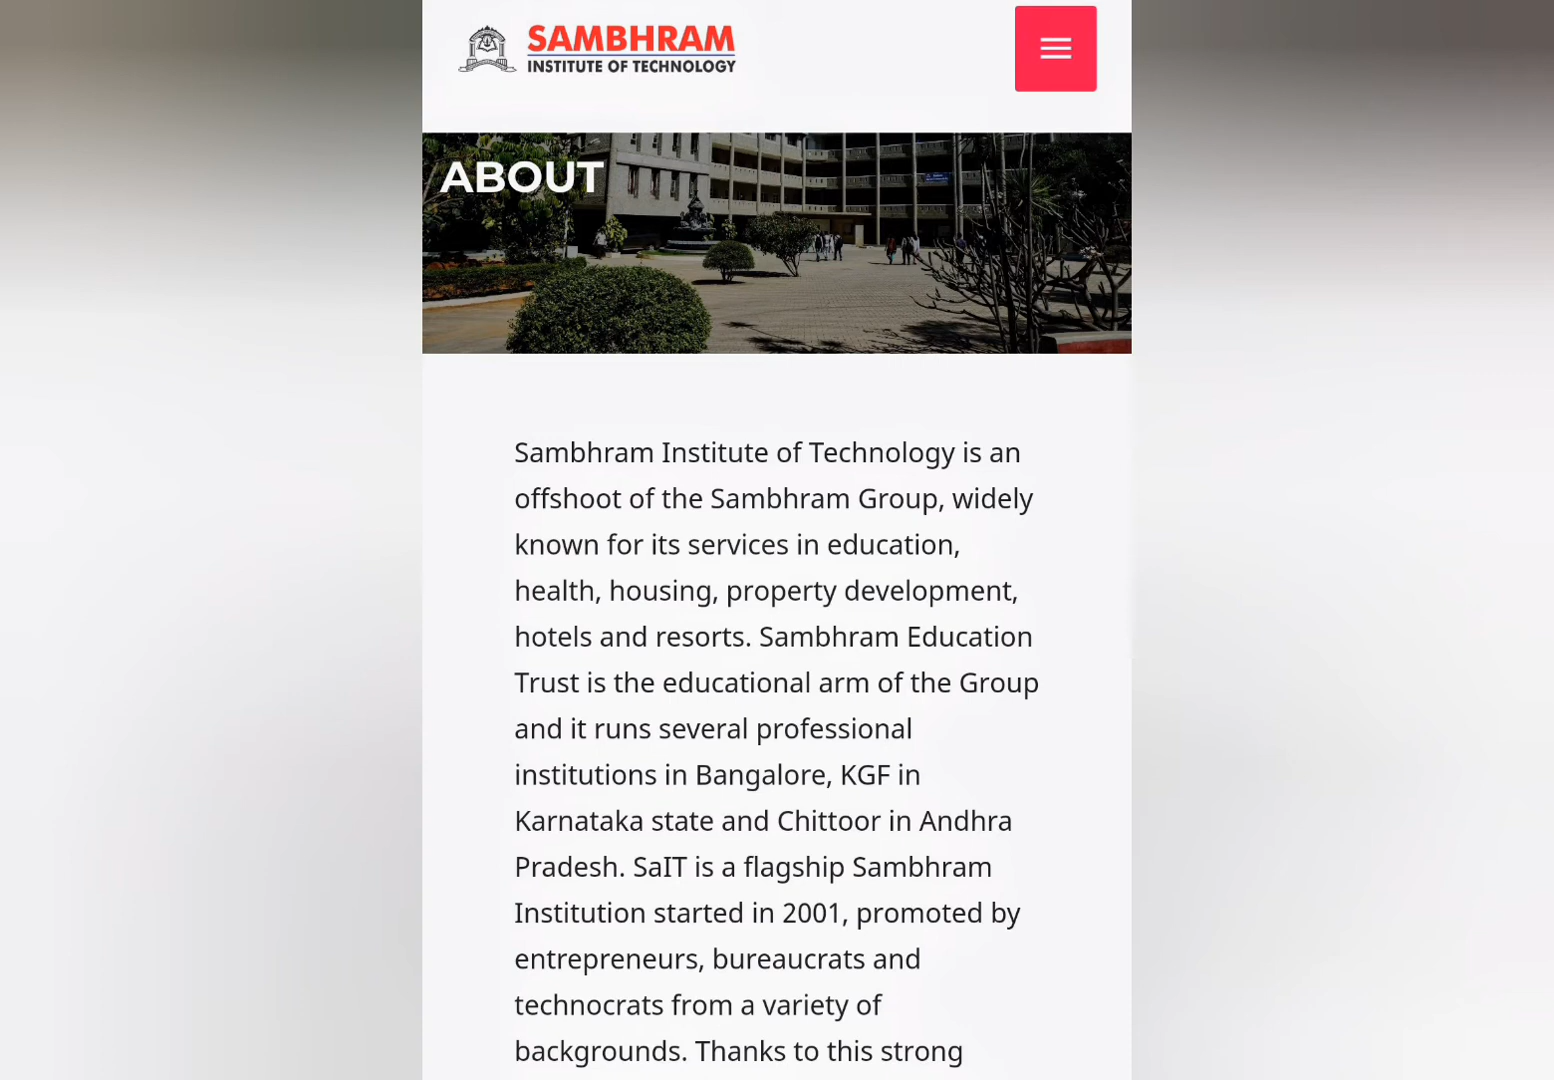 SAMBHRAM
INSTITUTE OF TECHNOLOGY
ABOUT
Sambhram Institute of Technology is an
offshoot of the Sambhram Group, widely
known for its services in education,
health, housing, property development,
hotels and resorts. Sambhram Education
Trust is the educational arm of the Group
and it runs several professional
institutions in Bangalore, KGF in
Karnataka state and Chittoor in Andhra
Pradesh. SaIT is a flagship Sambhram
Institution started in 2001, promoted by
entrepreneurs, bureaucrats and
technocrats from a variety of
backgrounds. Thanks to this strong